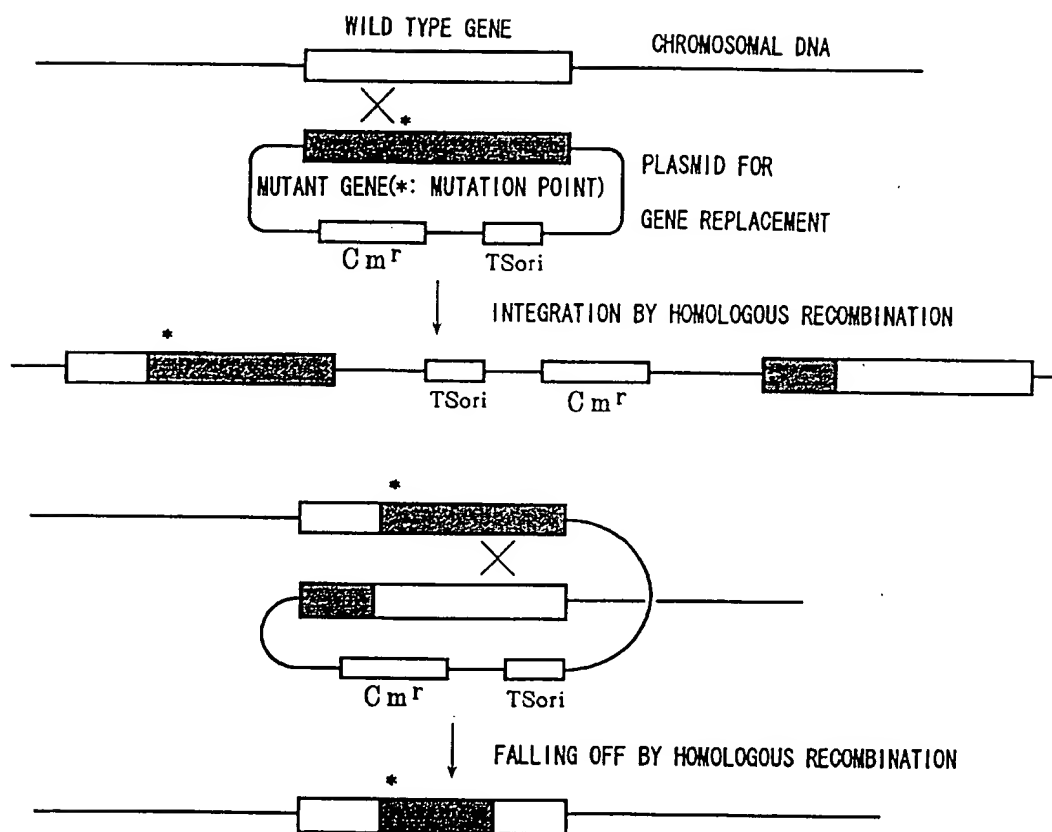 WILD TYPE GENE
CHROMOSOMAL DNA
*
MUTANT GENE(*: MUTATION POINT)
PLASMID FOR
GENE REPLACEMENT
Cmr
TSori
INTEGRATION BY HOMOLOGOUS RECOMBINATION
*
TSori
Cmr
*
Cmr
TSori
FALLING OFF BY HOMOLOGOUS RECOMBINATION
*